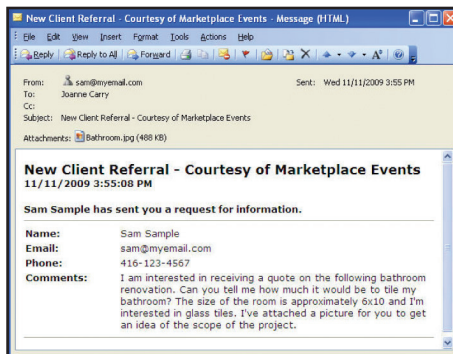 New Client Referral - Courtesy of Marketplace Events - Message (HTML)
File Edit View Insert Format Tools Actions Help
Reply Reply to All Forward
From: sam@myemail.com Sent: Wed 11/11/2009 3:55 PM
To: Joanne Carry
Cc:
Subject: New Client Referral - Courtesy of Marketplace Events
Attachments: Bathroom.jpg (488 KB)
New Client Referral - Courtesy of Marketplace Events
11/11/2009 3:55:08 PM
Sam Sample has sent you a request for information.
Name: Sam Sample
Email: sam@myemail.com
Phone: 416-123-4567
Comments: I am interested in receiving a quote on the following bathroom
renovation. Can you tell me how much it would be to tile my
bathroom? The size of the room is approximately 6x10 and I'm
interested in glass tiles. I've attached a picture for you to get
an idea of the scope of the project.